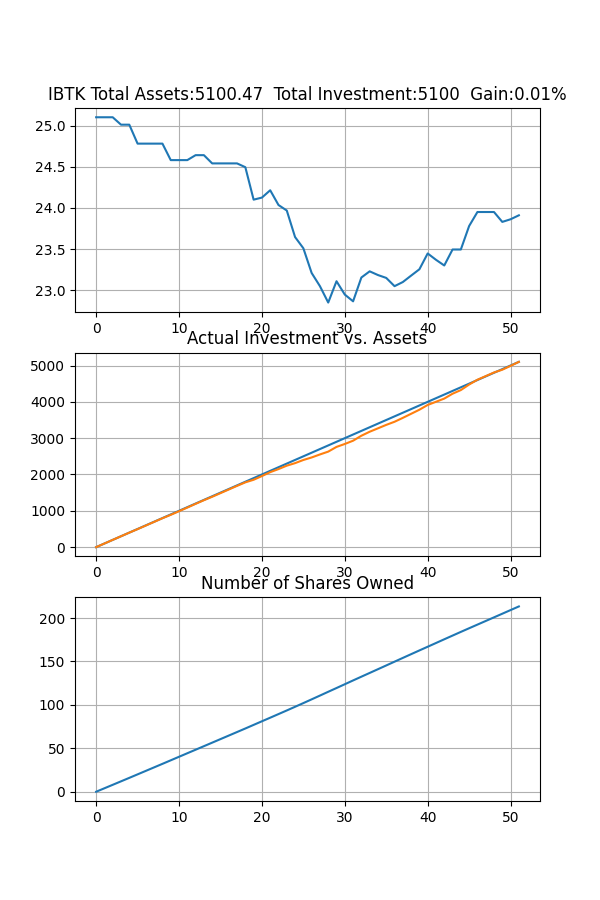 IBTK Total Assets:5100.47  Total Investment:5100  Gain:0.01%
25.0
24.5
24.0
23.5
23.0
0 10 20 30 40 50
Actual Investment vs. Assets
5000
4000
3000
2000
1000
0
0 10 20 30 40 50
Number of Shares Owned
200
150
100
50
0
0 10 20 30 40 50